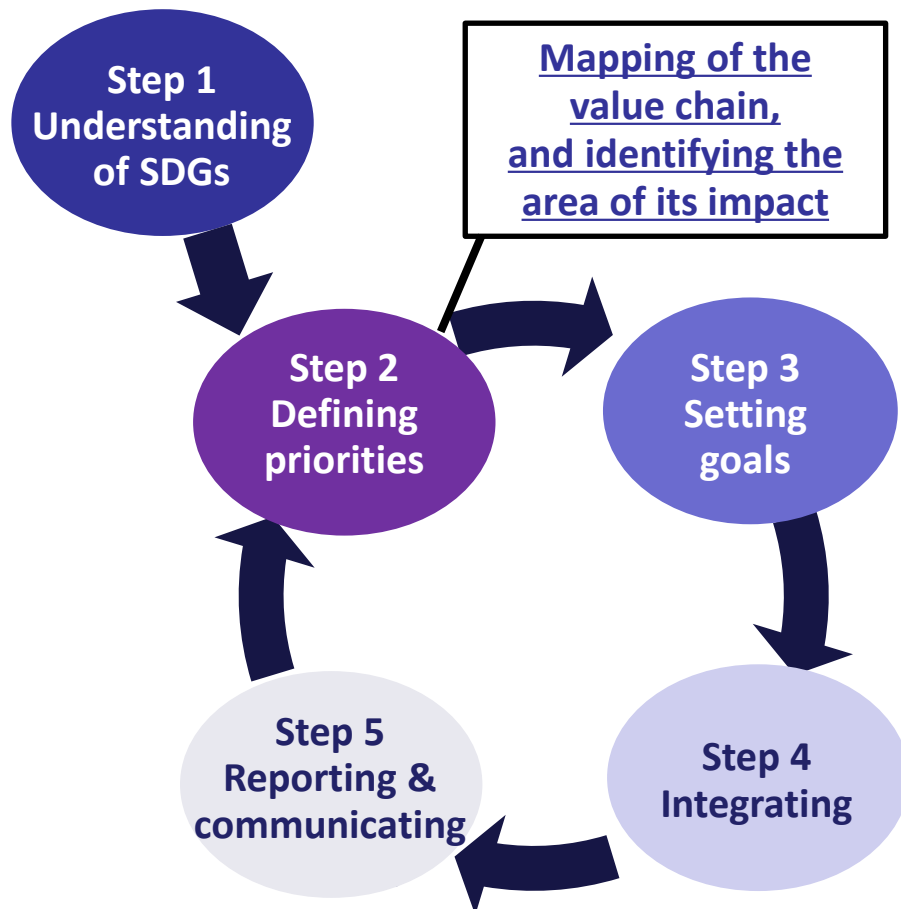 Step 1
Understanding
of SDGs
Mapping of the
value chain,
and identifying the
area of its impact
Step 2
Defining
priorities
Step 3
Setting
goals
Step 4
Integrating
Step 5
Reporting &
communicating